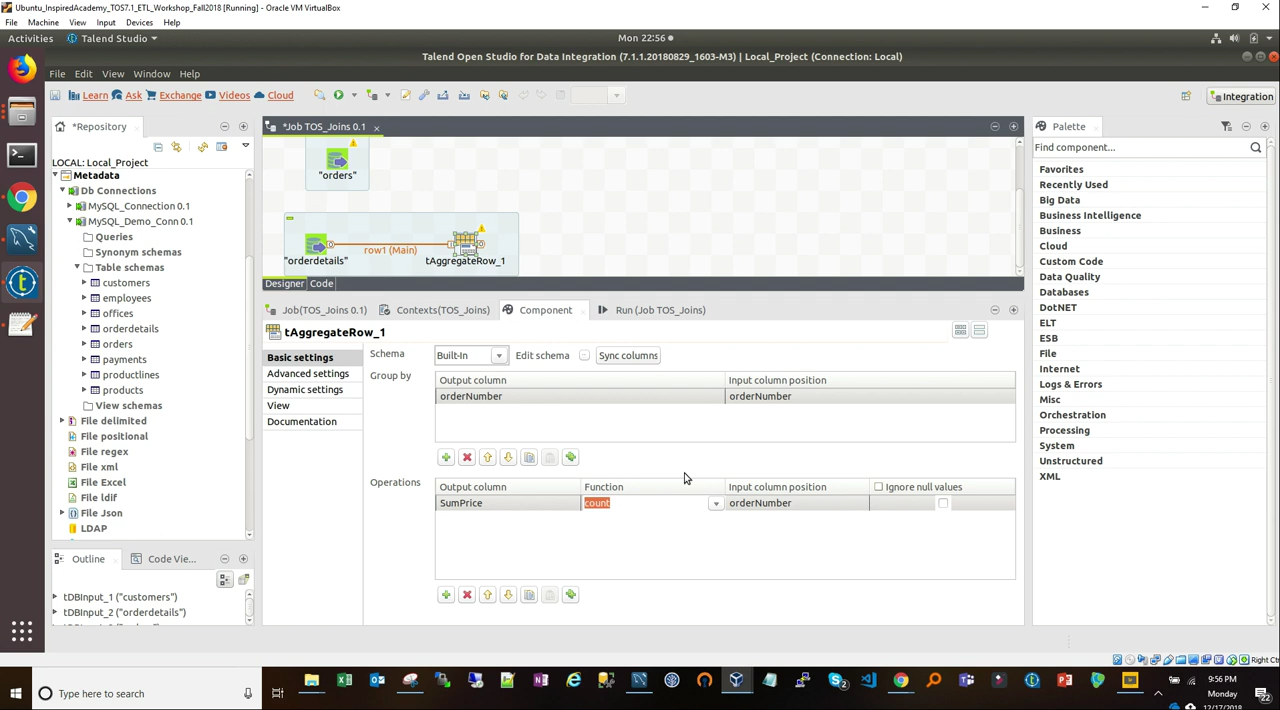 Ubuntu_InspiredAcademy_TOS7.1_ETL_Workshop_Fall2018 [Running] - Oracle VM VirtualBox
File Machine View Input Devices Help
Activities Talend Studio Mon 22:56
Talend Open Studio for Data Integration (7.1.1.20180829_1603-M3) | Local_Project (Connection: Local)
File Edit View Window Help
Learn Ask Exchange Videos Cloud Integration
*Repository *Job TOS_Joins 0.1 Palette
LOCAL: Local_Project
Metadata
Db Connections
MySQL_Connection 0.1
MySQL_Demo_Conn 0.1
Queries
Synonym schemas
Table schemas
customers
employees
offices
orderdetails
orders
payments
productlines
products
View schemas
File delimited
File positional
File regex
File xml
File Excel
File ldif
File Json
LDAP
Outline Code Vie...
tDBInput_1 ("customers")
tDBInput_2 ("orderdetails")
"orders"
row1 (Main)
"orderdetails" tAggregateRow_1
Designer Code
Job(TOS_Joins 0.1) Contexts(TOS_Joins) Component Run (Job TOS_Joins)
tAggregateRow_1
Basic settings
Advanced settings
Dynamic settings
View
Documentation
Schema Built-In Edit schema ... Sync columns
Group by Output column Input column position
orderNumber orderNumber
Operations Output column Function Input column position Ignore null values
SumPrice count orderNumber
Find component...
Favorites
Recently Used
Big Data
Business Intelligence
Business
Cloud
Custom Code
Data Quality
Databases
DotNET
ELT
ESB
File
Internet
Logs & Errors
Misc
Orchestration
Processing
System
Unstructured
XML
Right Ct
Type here to search
9:56 PM
Monday
12/17/2018
22